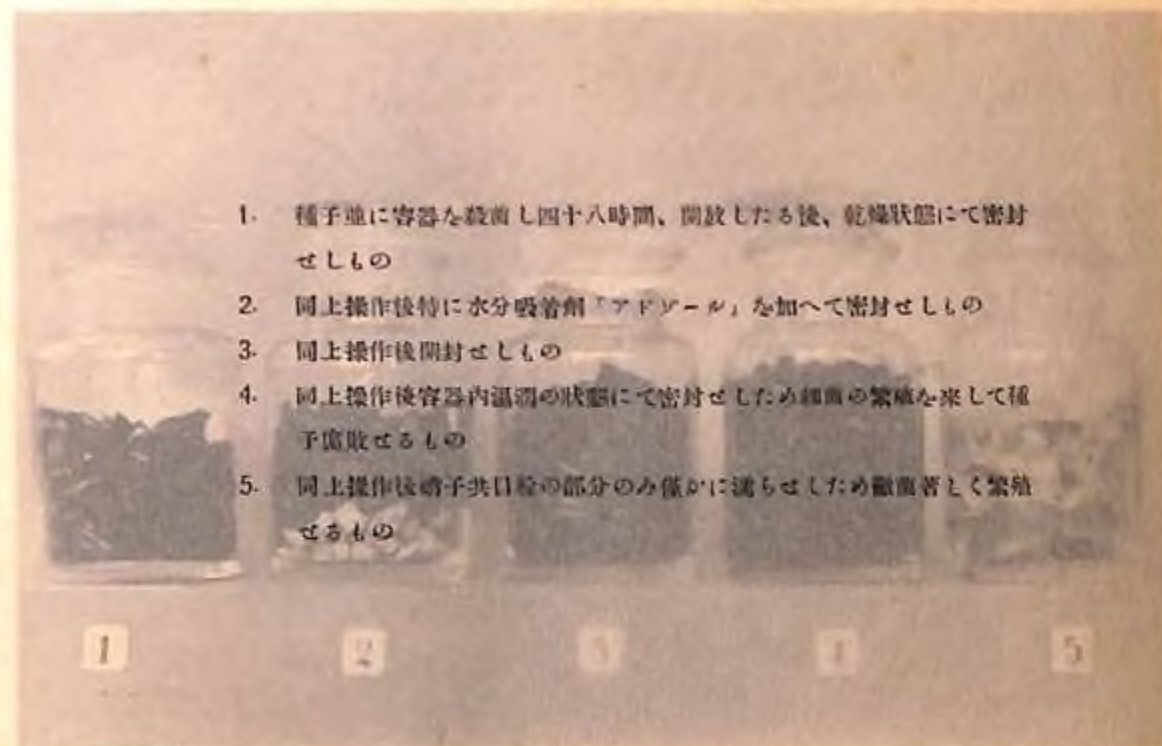 1. 種子並に容器を殺菌し四十八時間、開放したる後、乾燥狀態にて密封
せしもの
2. 同上操作後特に水分吸着劑「アドソール」を加へて密封せしもの
3. 同上操作後開封せしもの
4. 同上操作後容器内濕潤の狀態にて密封せしため細菌の繁殖を來して種
子腐敗せるもの
5. 同上操作後硝子共口栓の部分のみ僅かに濡らせしため黴菌著しく繁殖
せるもの
1 2 3 4 5